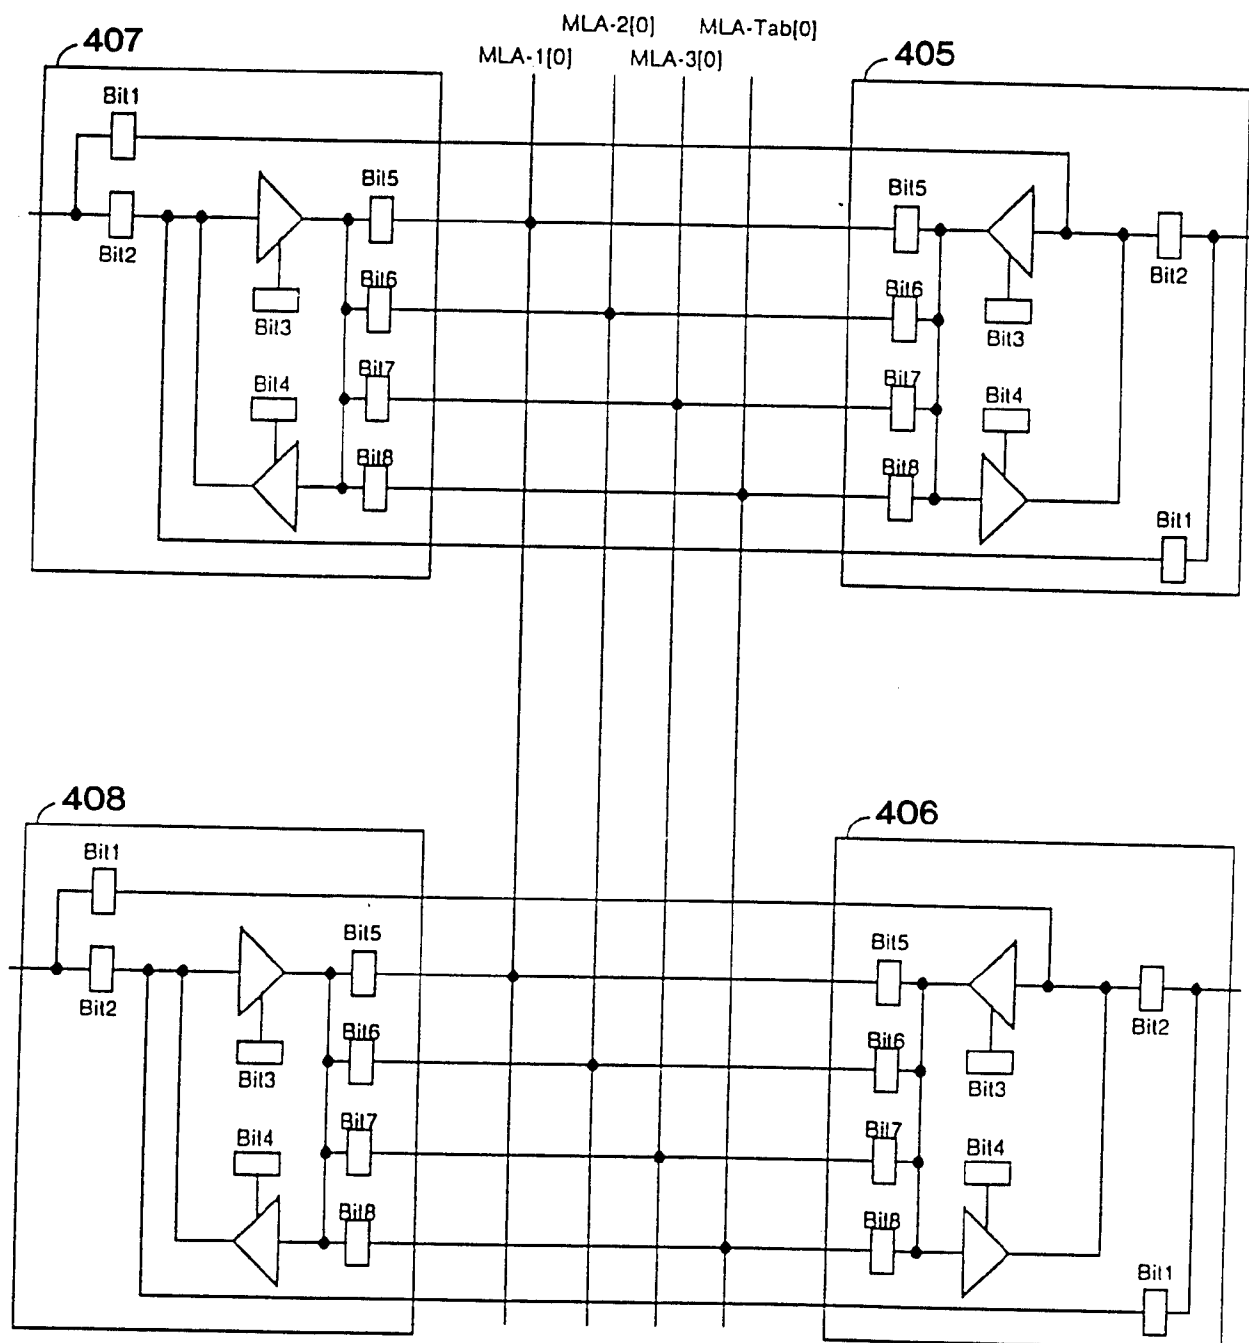 MLA-2[0] MLA-Tab[0]
407 MLA-1[0] MLA-3[0] 405
Bit1
Bit5 Bit5
Bit2 Bit2
Bit6 Bit6
Bit3 Bit3
Bit7 Bit7
Bit4 Bit4
Bit8 Bit8
Bit1
408 406
Bit1
Bit5 Bit5
Bit2 Bit2
Bit6 Bit6
Bit3 Bit3
Bit7 Bit7
Bit4 Bit4
Bit8 Bit8
Bit1